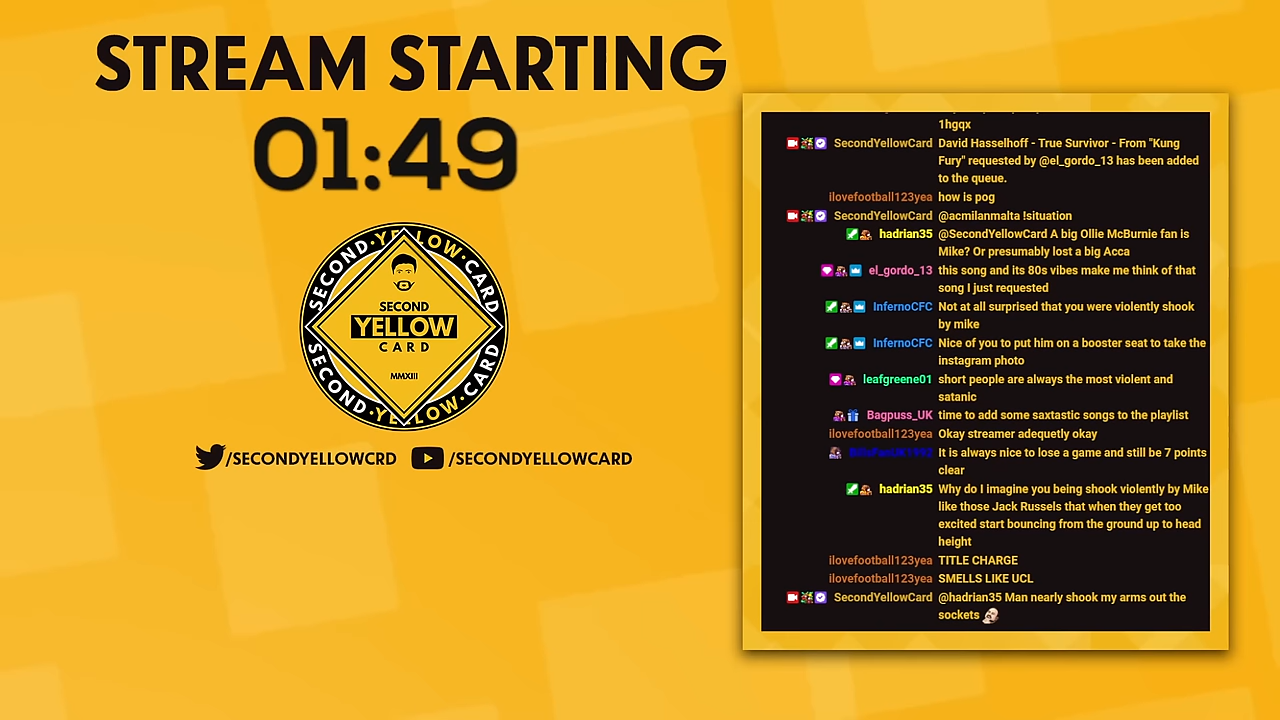 STREAM STARTING
01:49
SECOND·YELLOW·CARD
SECOND
YELLOW
CARD
MMXIII
SECOND·YELLOW·CARD
/SECONDYELLOWCRD /SECONDYELLOWCARD
1hgqx
SecondYellowCard David Hasselhoff - True Survivor - From "Kung
Fury" requested by @el_gordo_13 has been added
to the queue.
ilovefootball123yea how is pog
SecondYellowCard @acmilanmalta !situation
hadrian35 @SecondYellowCard A big Ollie McBurnie fan is
Mike? Or presumably lost a big Acca
el_gordo_13 this song and its 80s vibes make me think of that
song I just requested
InfernoCFC Not at all surprised that you were violently shook
by mike
InfernoCFC Nice of you to put him on a booster seat to take the
instagram photo
leafgreene01 short people are always the most violent and
satanic
Bagpuss_UK time to add some saxtastic songs to the playlist
ilovefootball123yea Okay streamer adequetly okay
It is always nice to lose a game and still be 7 points
clear
hadrian35 Why do I imagine you being shook violently by Mike
like those Jack Russels that when they get too
excited start bouncing from the ground up to head
height
ilovefootball123yea TITLE CHARGE
ilovefootball123yea SMELLS LIKE UCL
SecondYellowCard @hadrian35 Man nearly shook my arms out the
sockets